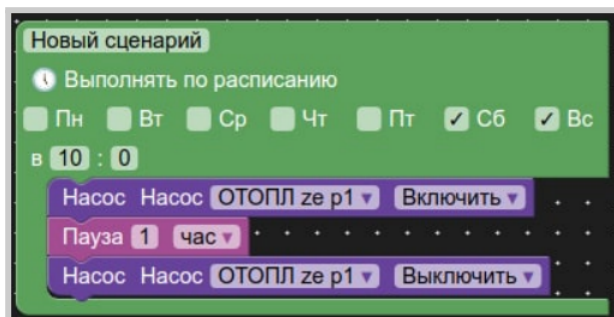 Новый сценарий
Выполнять по расписанию
Пн Вт Ср Чт Пт Сб Вс
в 10 : 0
Насос Насос ОТОПЛ ze p1 Включить
Пауза 1 час
Насос Насос ОТОПЛ ze p1 Выключить